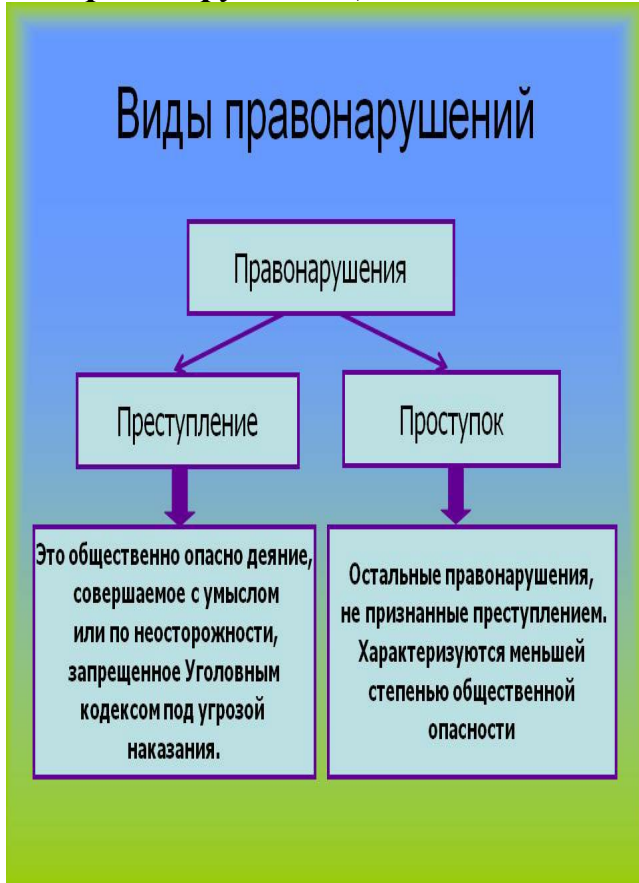 Виды правонарушений
Правонарушения
Преступление
Проступок
Это общественно опасно деяние,
совершаемое с умыслом
или по неосторожности,
запрещенное Уголовным
кодексом под угрозой
наказания.
Остальные правонарушения,
не признанные преступлением.
Характеризуются меньшей
степенью общественной
опасности